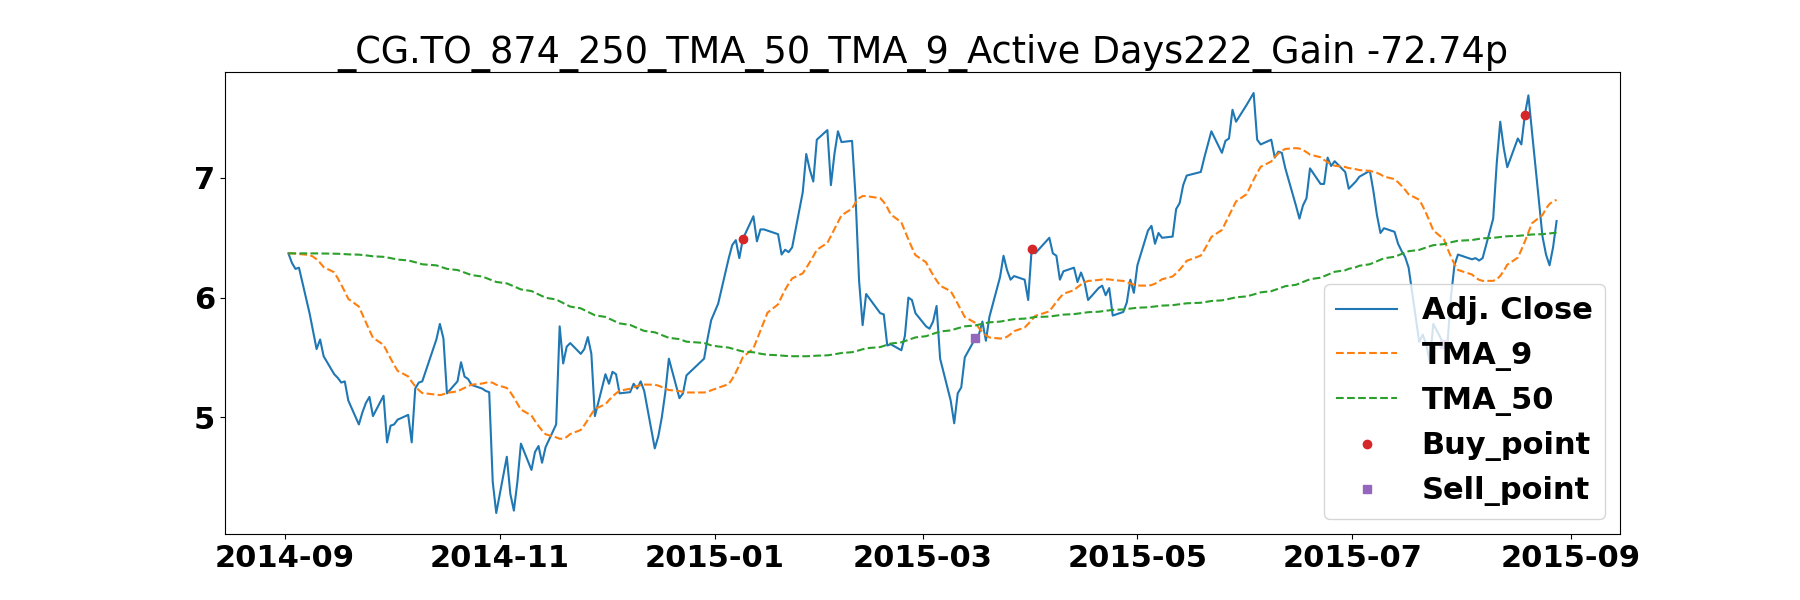 _CG.TO_874_250_TMA_50_TMA_9_Active Days222_Gain -72.74p
7
6
5
Adj. Close
TMA_9
TMA_50
Buy_point
Sell_point
2014-09 2014-11 2015-01 2015-03 2015-05 2015-07 2015-09